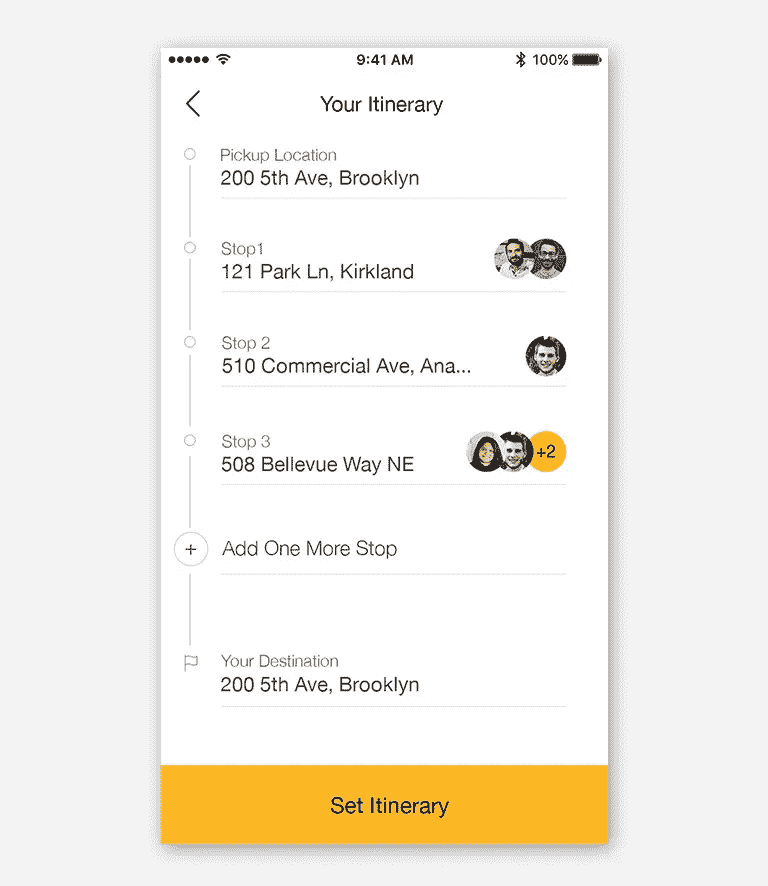 9:41 AM
100%
Your Itinerary
Pickup Location
200 5th Ave, Brooklyn
Stop1
121 Park Ln, Kirkland
Stop 2
510 Commercial Ave, Ana...
Stop 3
508 Bellevue Way NE
+2
Add One More Stop
Your Destination
200 5th Ave, Brooklyn
Set Itinerary